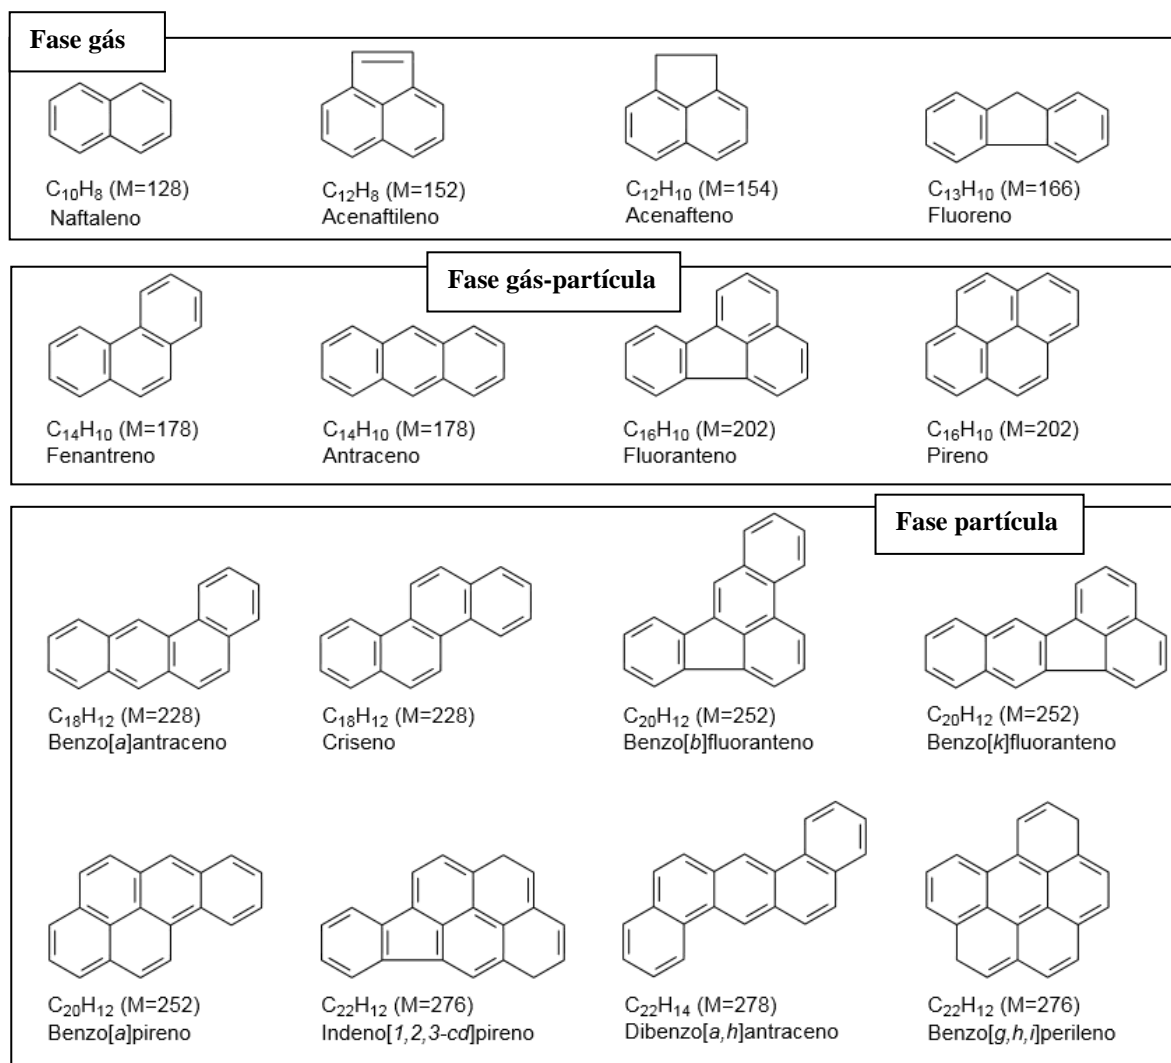 Fase gás
C10H8 (M=128)
Naftaleno
C12H8 (M=152)
Acenaftileno
C12H10 (M=154)
Acenafteno
C13H10 (M=166)
Fluoreno
Fase gás-partícula
C14H10 (M=178)
Fenantreno
C14H10 (M=178)
Antraceno
C16H10 (M=202)
Fluoranteno
C16H10 (M=202)
Pireno
Fase partícula
C18H12 (M=228)
Benzo[a]antraceno
C18H12 (M=228)
Criseno
C20H12 (M=252)
Benzo[b]fluoranteno
C20H12 (M=252)
Benzo[k]fluoranteno
C20H12 (M=252)
Benzo[a]pireno
C22H12 (M=276)
Indeno[1,2,3-cd]pireno
C22H14 (M=278)
Dibenzo[a,h]antraceno
C22H12 (M=276)
Benzo[g,h,i]perileno